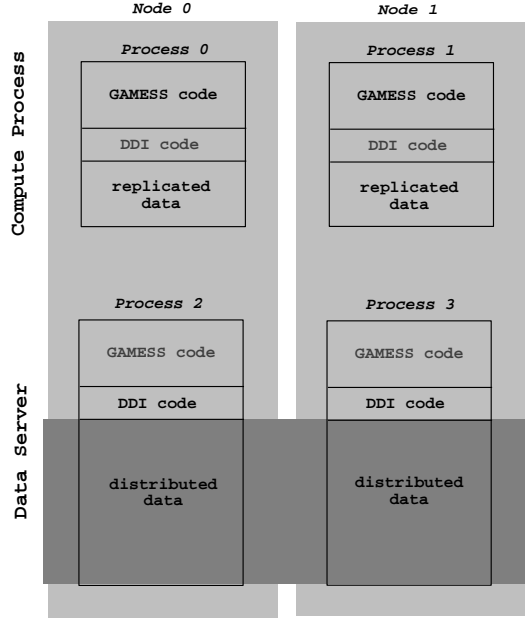 Node 0
Node 1
Compute Process
Process 0
Process 1
GAMESS code
GAMESS code
DDI code
DDI code
replicated
data
replicated
data
Data Server
Process 2
Process 3
GAMESS code
GAMESS code
DDI code
DDI code
distributed
data
distributed
data